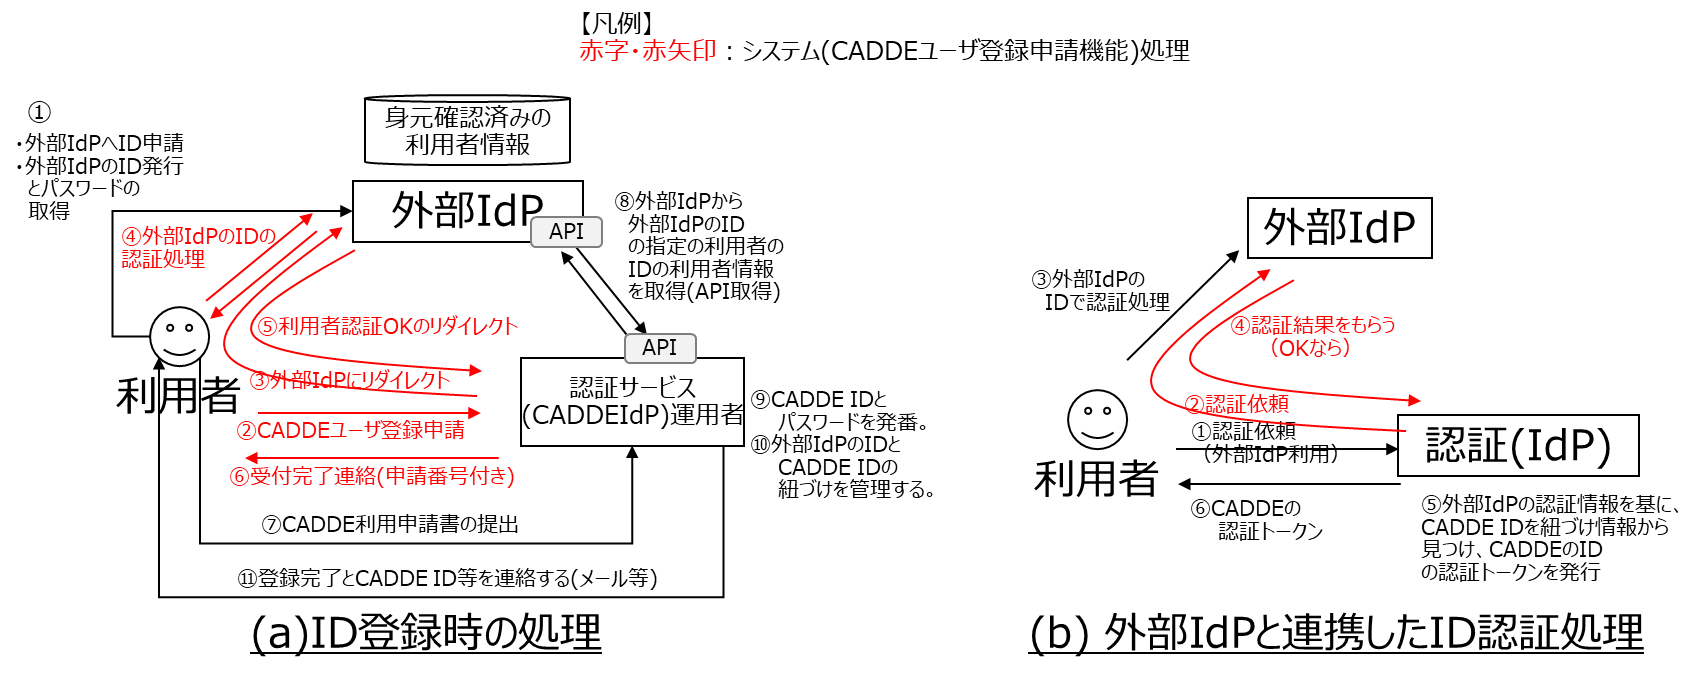 【凡例】
赤字・赤矢印：システム(CADDEユーザ登録申請機能)処理
①
・外部IdPへID申請
・外部IdPのID発行
とパスワードの
取得
身元確認済みの
利用者情報
外部IdP
API
④外部IdPのIDの
認証処理
⑧外部IdPから
外部IdPのID
の指定の利用者の
IDの利用者情報
を取得(API取得)
⑤利用者認証OKのリダイレクト
API
③外部IdPにリダイレクト
利用者
認証サービス
(CADDEIdP)運用者
②CADDEユーザ登録申請
⑥受付完了連絡(申請番号付き)
⑨CADDE IDと
パスワードを発番。
⑩外部IdPのIDと
CADDE IDの
紐づけを管理する。
⑦CADDE利用申請書の提出
⑪登録完了とCADDE ID等を連絡する(メール等)
(a)ID登録時の処理
外部IdP
③外部IdPの
IDで認証処理
④認証結果をもらう
（OKなら）
②認証依頼
①認証依頼
（外部IdP利用）
利用者
認証(IdP)
⑥CADDEの
認証トークン
⑤外部IdPの認証情報を基に、
CADDE IDを紐づけ情報から
見つけ、CADDEのID
の認証トークンを発行
(b) 外部IdPと連携したID認証処理